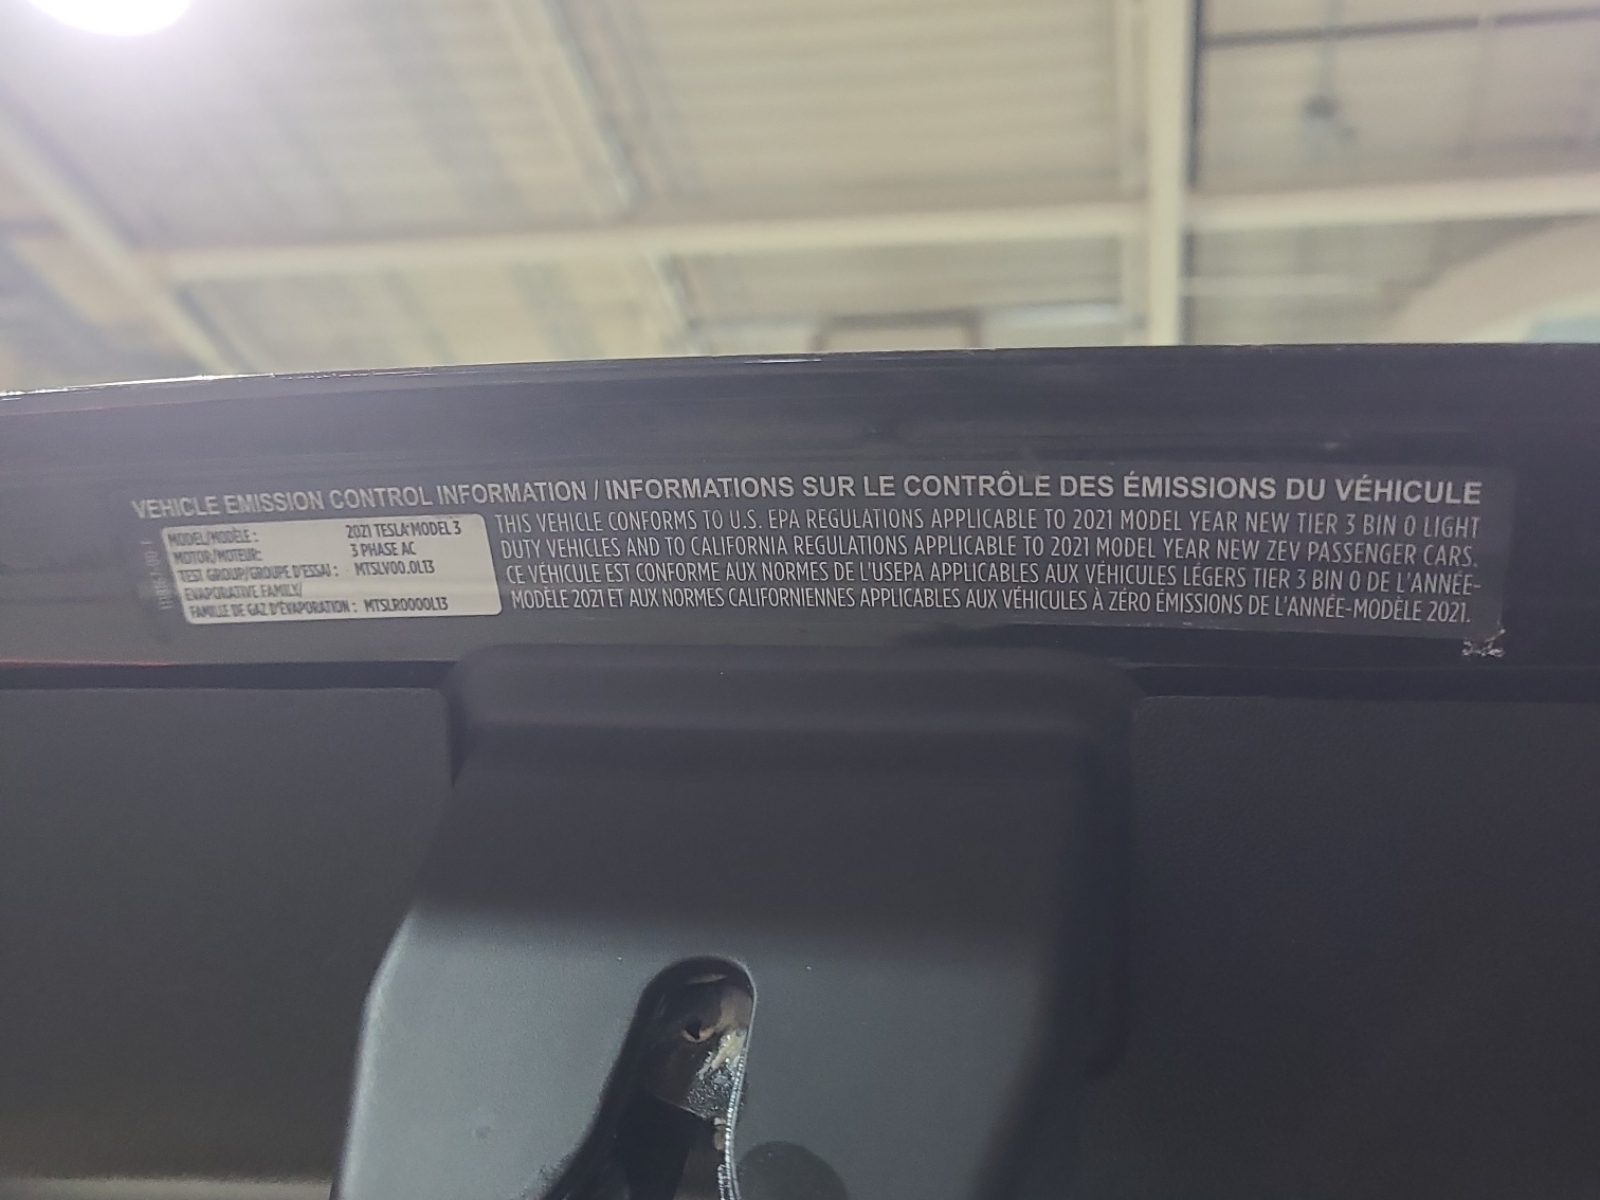 VEHICLE EMISSION CONTROL INFORMATION / INFORMATIONS SUR LE CONTRÔLE DES ÉMISSIONS DU VÉHICULE
MODEL/MODÈLE : 2021 TESLA MODEL 3
MOTOR/MOTEUR: 3 PHASE AC
TEST GROUP/GROUPE D'ESSAI : MTSLV00.0L13
EVAPORATIVE FAMILY/
FAMILLE DE GAZ D'ÉVAPORATION : MTSLR0000L13
THIS VEHICLE CONFORMS TO U.S. EPA REGULATIONS APPLICABLE TO 2021 MODEL YEAR NEW TIER 3 BIN 0 LIGHT
DUTY VEHICLES AND TO CALIFORNIA REGULATIONS APPLICABLE TO 2021 MODEL YEAR NEW ZEV PASSENGER CARS.
CE VÉHICULE EST CONFORME AUX NORMES DE L'USEPA APPLICABLES AUX VÉHICULES LÉGERS TIER 3 BIN 0 DE L'ANNÉE-
MODÈLE 2021 ET AUX NORMES CALIFORNIENNES APPLICABLES AUX VÉHICULES À ZÉRO ÉMISSIONS DE L'ANNÉE-MODÈLE 2021.